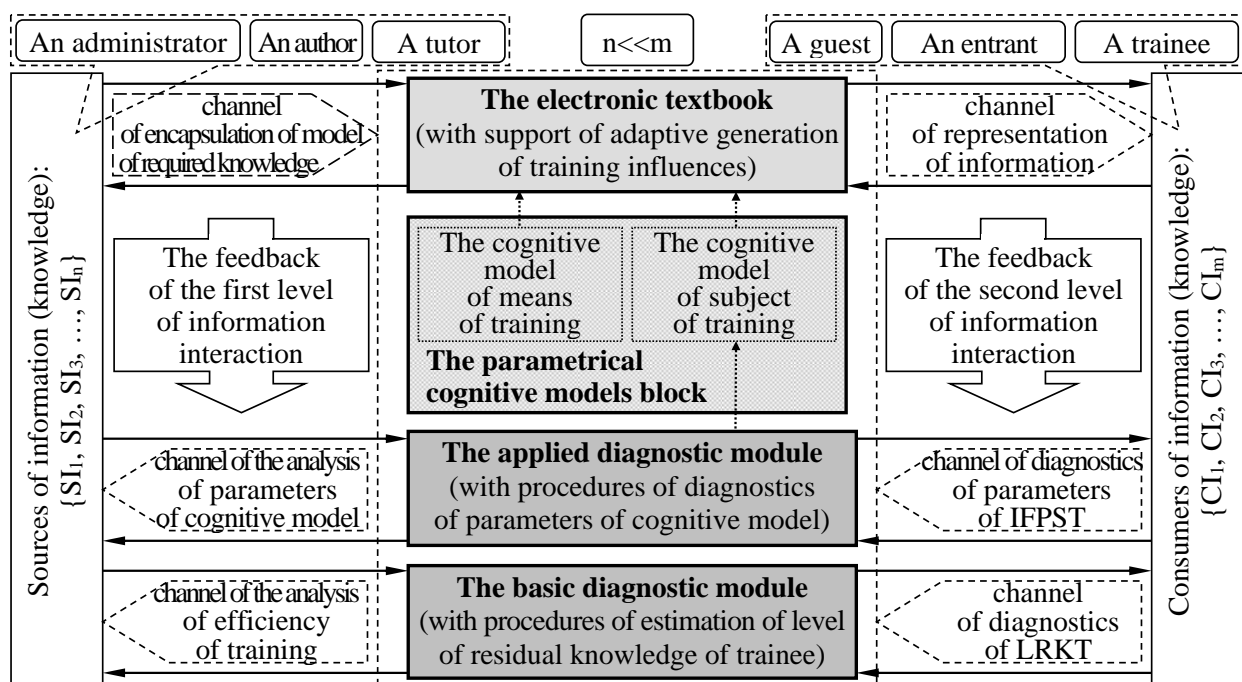 An administrator
An author
A tutor
n<<m
A guest
An entrant
A trainee
Sources of information (knowledge):
{SI1, SI2, SI3, …, SIn}
channel
of encapsulation of model
of required knowledge
The electronic textbook
(with support of adaptive generation
of training influences)
channel
of representation
of information
The feedback
of the first level
of information
interaction
The cognitive
model
of means
of training
The cognitive
model
of subject
of training
The parametrical
cognitive models block
The feedback
of the second level
of information
interaction
channel of the analysis
of parameters
of cognitive model
The applied diagnostic module
(with procedures of diagnostics
of parameters of cognitive model)
channel of diagnostics
of parameters
of IFPST
channel of the analysis
of efficiency
of training
The basic diagnostic module
(with procedures of estimation of level
of residual knowledge of trainee)
channel
of diagnostics
of LRKT
Consumers of information (knowledge):
{CI1, CI2, CI3, …, CIm}